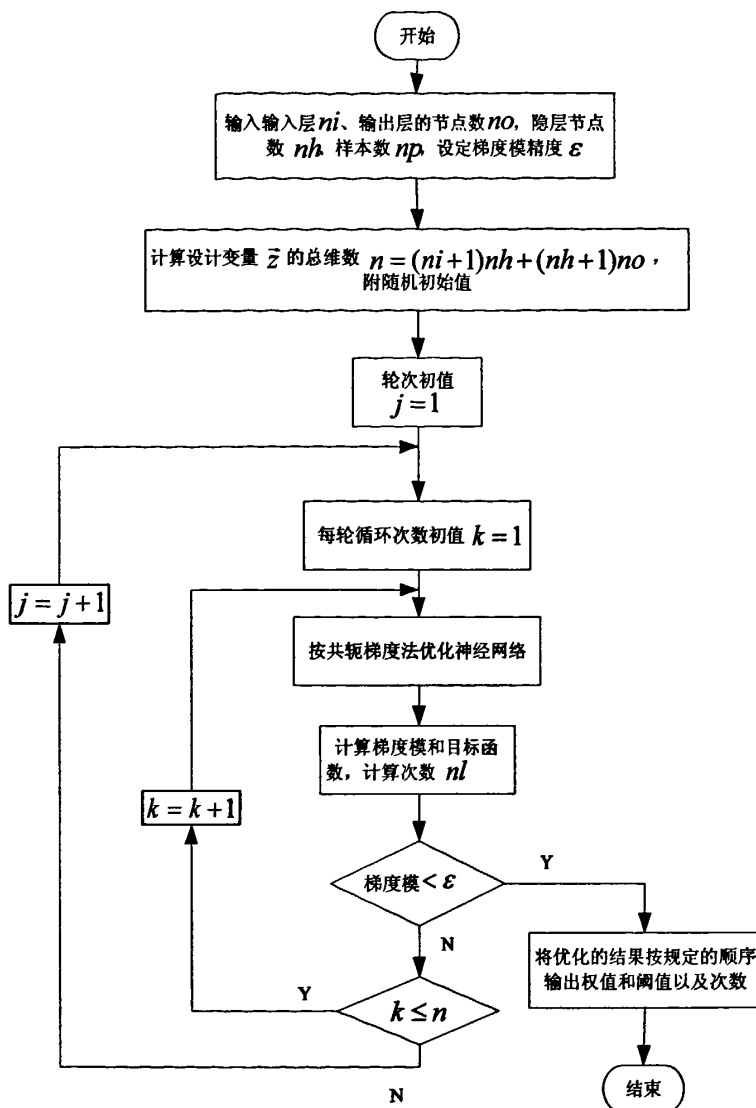 开始
输入输入层ni、输出层的节点数no，隐层节点
数 nh，样本数np，设定梯度模精度 ε
计算设计变量 z⃗ 的总维数 n=(ni+1)nh+(nh+1)no，
附随机初始值
轮次初值
j=1
每轮循环次数初值 k=1
j=j+1
按共轭梯度法优化神经网络
计算梯度模和目标函
数，计算次数 nl
k=k+1
梯度模<ε
Y
N
将优化的结果按规定的顺序
输出权值和阈值以及次数
Y
k≤n
N
结束